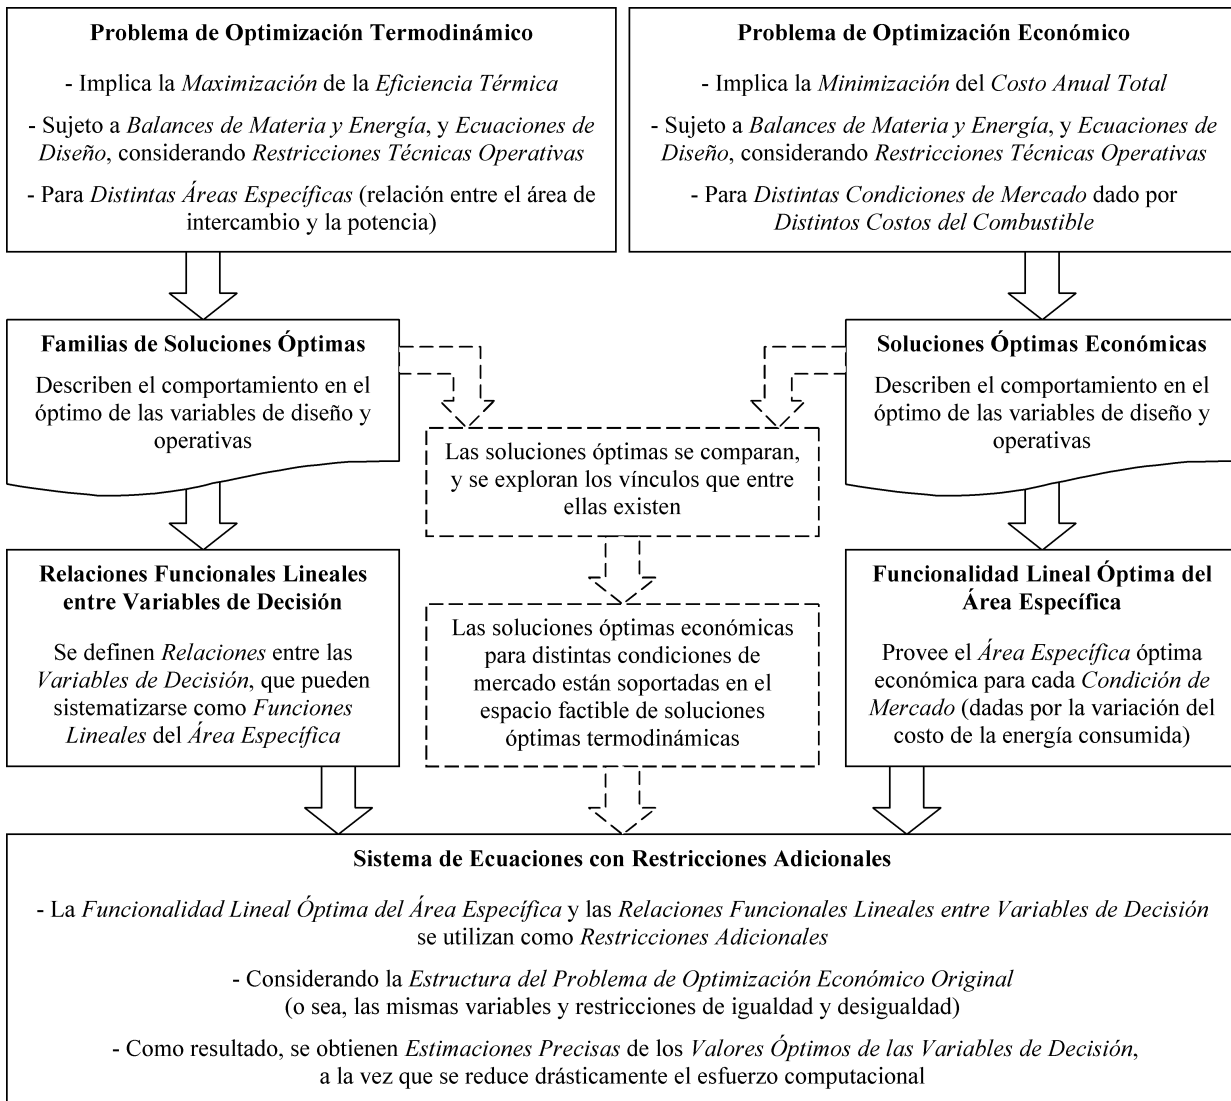 Problema de Optimización Termodinámico
- Implica la Maximización de la Eficiencia Térmica
- Sujeto a Balances de Materia y Energía, y Ecuaciones de
Diseño, considerando Restricciones Técnicas Operativas
- Para Distintas Áreas Específicas (relación entre el área de
intercambio y la potencia)
Problema de Optimización Económico
- Implica la Minimización del Costo Anual Total
- Sujeto a Balances de Materia y Energía, y Ecuaciones de
Diseño, considerando Restricciones Técnicas Operativas
- Para Distintas Condiciones de Mercado dado por
Distintos Costos del Combustible
Familias de Soluciones Óptimas
Describen el comportamiento en el
óptimo de las variables de diseño y
operativas
Soluciones Óptimas Económicas
Describen el comportamiento en el
óptimo de las variables de diseño y
operativas
Las soluciones óptimas se comparan,
y se exploran los vínculos que entre
ellas existen
Relaciones Funcionales Lineales
entre Variables de Decisión
Se definen Relaciones entre las
Variables de Decisión, que pueden
sistematizarse como Funciones
Lineales del Área Específica
Las soluciones óptimas económicas
para distintas condiciones de
mercado están soportadas en el
espacio factible de soluciones
óptimas termodinámicas
Funcionalidad Lineal Óptima del
Área Específica
Provee el Área Específica óptima
económica para cada Condición de
Mercado (dadas por la variación del
costo de la energía consumida)
Sistema de Ecuaciones con Restricciones Adicionales
- La Funcionalidad Lineal Óptima del Área Específica y las Relaciones Funcionales Lineales entre Variables de Decisión
se utilizan como Restricciones Adicionales
- Considerando la Estructura del Problema de Optimización Económico Original
(o sea, las mismas variables y restricciones de igualdad y desigualdad)
- Como resultado, se obtienen Estimaciones Precisas de los Valores Óptimos de las Variables de Decisión,
a la vez que se reduce drásticamente el esfuerzo computacional